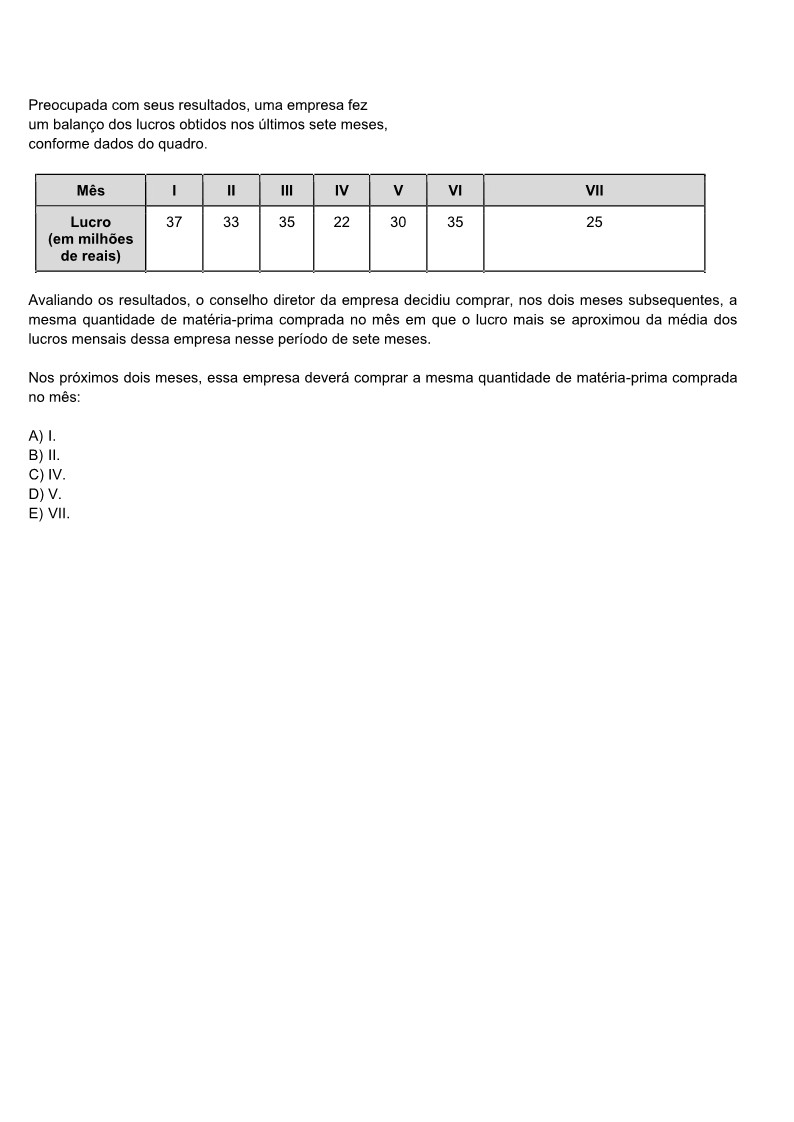 Preocupada com seus resultados, uma empresa fez
um balanço dos lucros obtidos nos últimos sete meses,
conforme dados do quadro.
Mês I II III IV V VI VII
Lucro 37 33 35 22 30 35 25
(em milhões
de reais)
Avaliando os resultados, o conselho diretor da empresa decidiu comprar, nos dois meses subsequentes, a
mesma quantidade de matéria-prima comprada no mês em que o lucro mais se aproximou da média dos
lucros mensais dessa empresa nesse período de sete meses.
Nos próximos dois meses, essa empresa deverá comprar a mesma quantidade de matéria-prima comprada
no mês:
A) I.
B) II.
C) IV.
D) V.
E) VII.